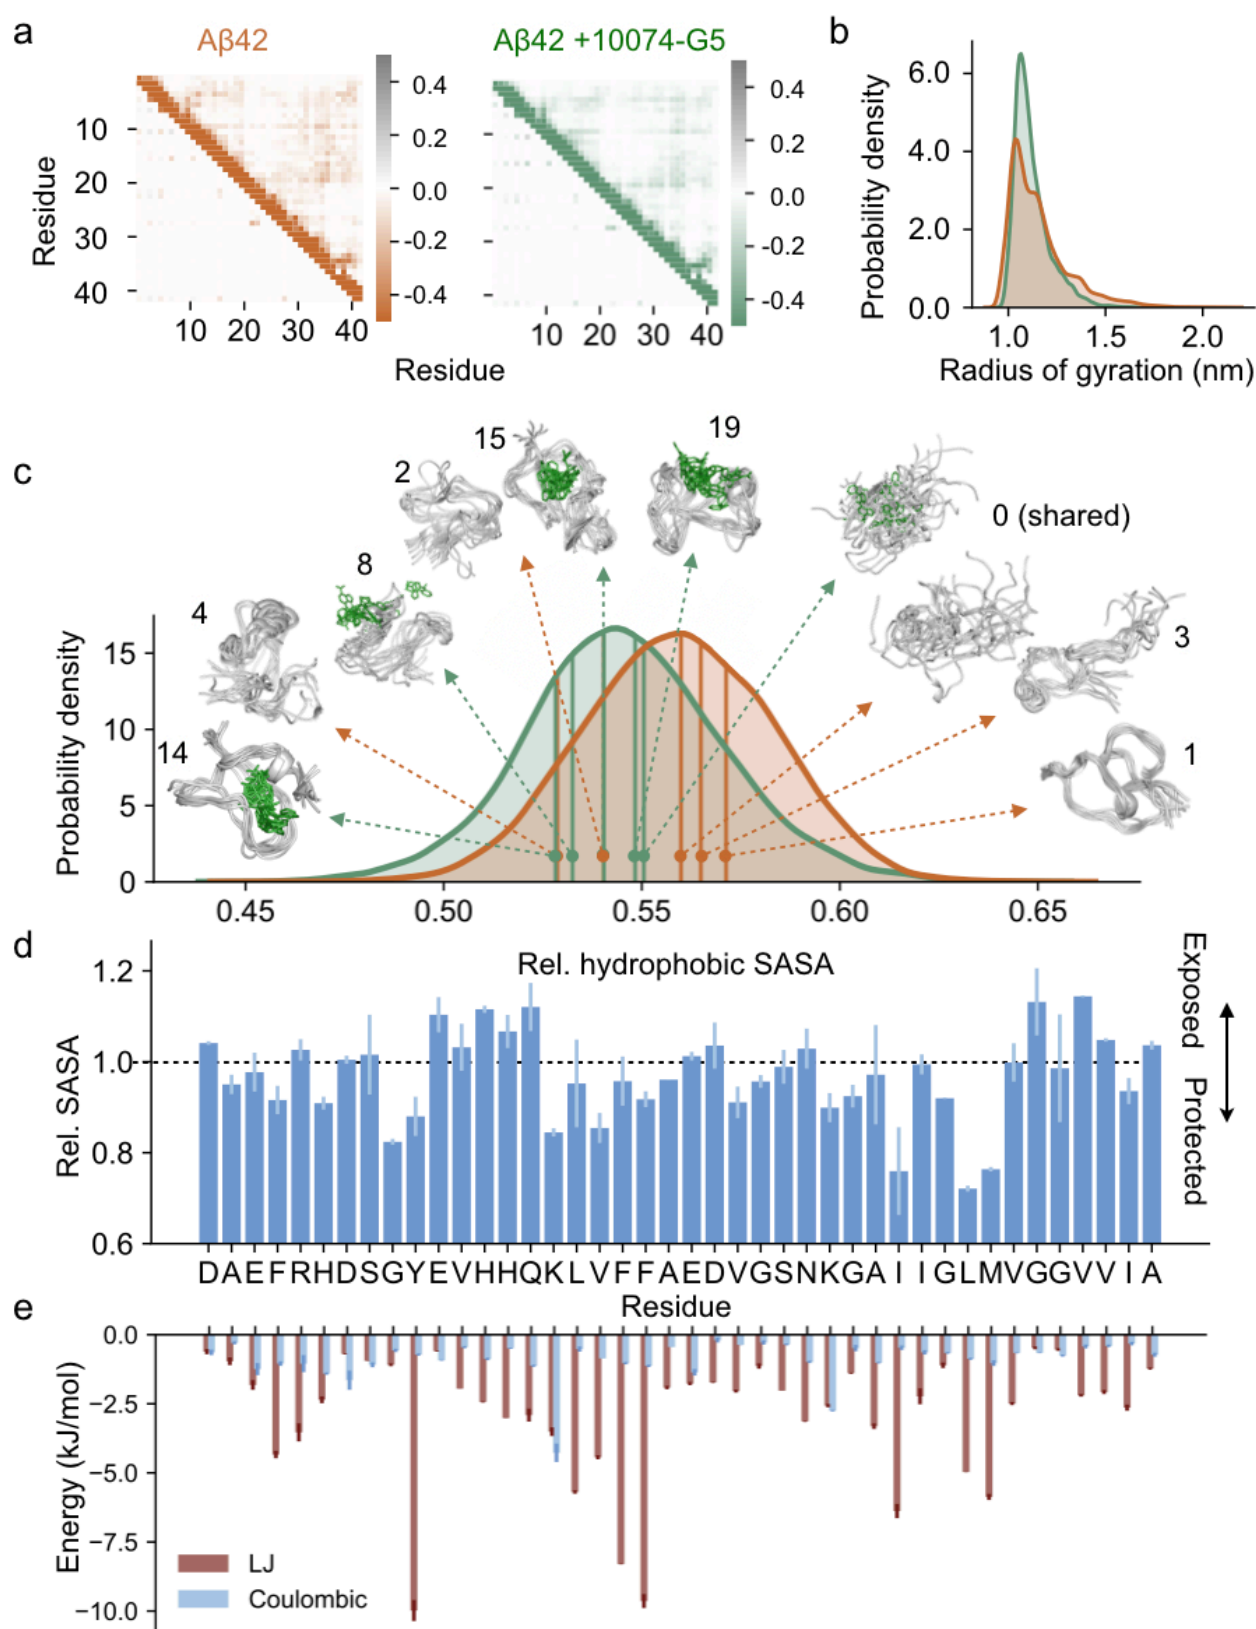 a
Aβ42
Aβ42 +10074-G5
b
0.4
0.2
0.0
-0.2
-0.4
0.4
0.2
0.0
-0.2
-0.4
Residue
10
20
30
40
10 20 30 40
10 20 30 40
Residue
Probability density
6.0
4.0
2.0
0.0
1.0 1.5 2.0
Radius of gyration (nm)
c
14
4
8
2
15
19
0 (shared)
3
1
Probability density
15
10
5
0
0.45 0.50 0.55 0.60 0.65
Rel. hydrophobic SASA
d
Rel. SASA
1.2
1.0
0.8
0.6
Exposed
Protected
DAEFRHDSGYEVHHQKLVFFAEDVGSNKGAIIGLMVGGVVIA
Residue
e
Energy (kJ/mol)
0.0
−2.5
−5.0
−7.5
−10.0
LJ
Coulombic